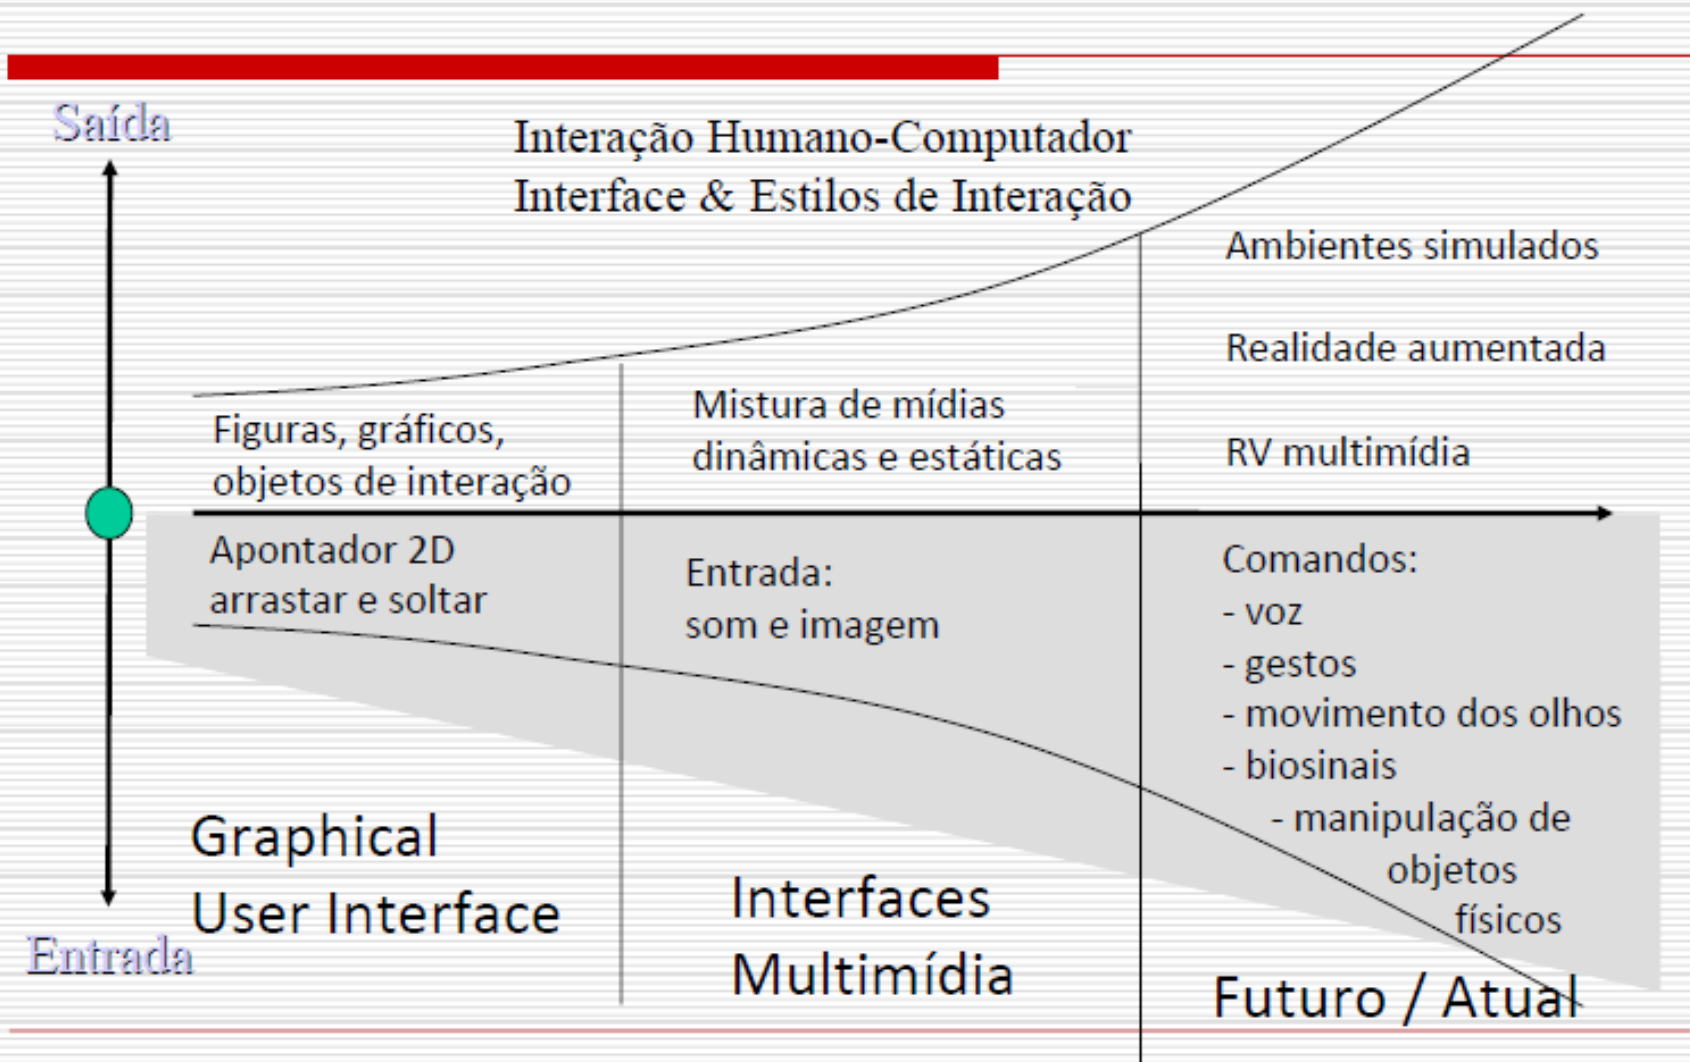 Saída
Interação Humano-Computador
Interface & Estilos de Interação
Figuras, gráficos,
objetos de interação
Mistura de mídias
dinâmicas e estáticas
Ambientes simulados
Realidade aumentada
RV multimídia
Apontador 2D
arrastar e soltar
Entrada:
som e imagem
Comandos:
- voz
- gestos
- movimento dos olhos
- biosinais
- manipulação de
objetos
físicos
Entrada
Graphical
User Interface
Interfaces
Multimídia
Futuro / Atual